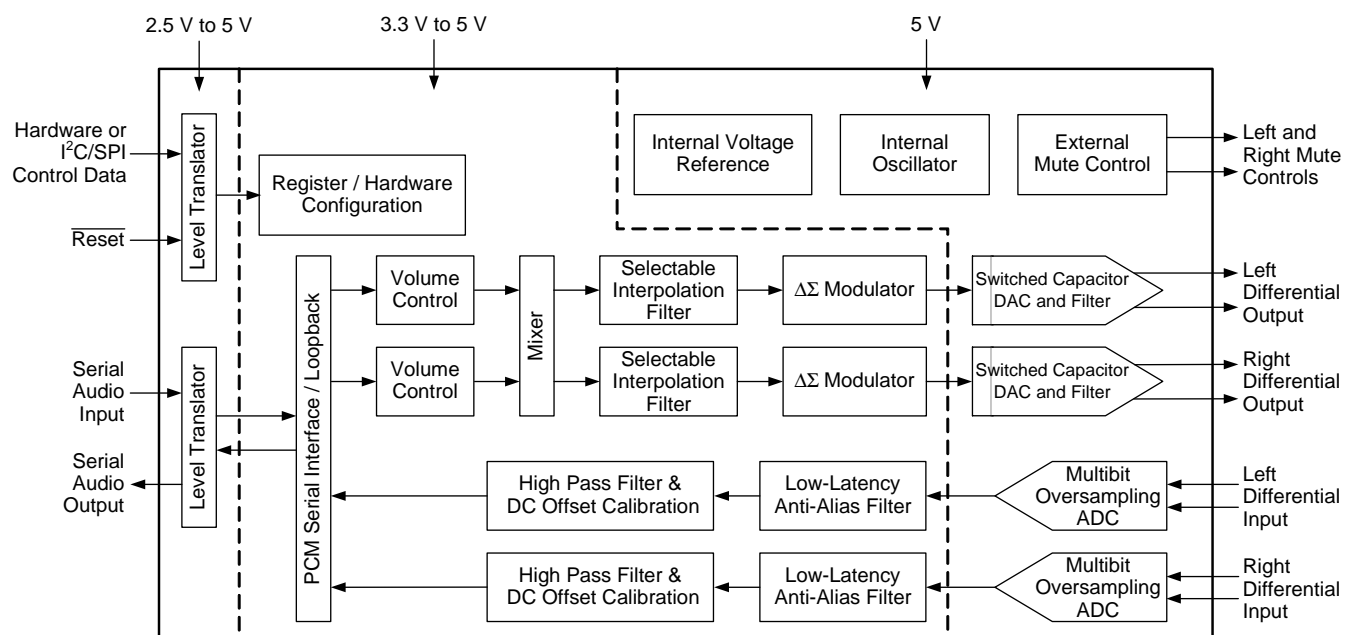 2.5 V to 5 V
3.3 V to 5 V
5 V
Hardware or
I²C/SPI
Control Data
Reset
Level Translator
Register / Hardware
Configuration
Internal Voltage
Reference
Internal
Oscillator
External
Mute Control
Left and
Right Mute
Controls
Serial
Audio
Input
Serial
Audio
Output
Level Translator
PCM Serial Interface / Loopback
Volume
Control
Mixer
Selectable
Interpolation
Filter
ΔΣ Modulator
Switched Capacitor
DAC and Filter
Left
Differential
Output
Volume
Control
Selectable
Interpolation
Filter
ΔΣ Modulator
Switched Capacitor
DAC and Filter
Right
Differential
Output
High Pass Filter &
DC Offset Calibration
Low-Latency
Anti-Alias Filter
Multibit
Oversampling
ADC
Left
Differential
Input
High Pass Filter &
DC Offset Calibration
Low-Latency
Anti-Alias Filter
Multibit
Oversampling
ADC
Right
Differential
Input